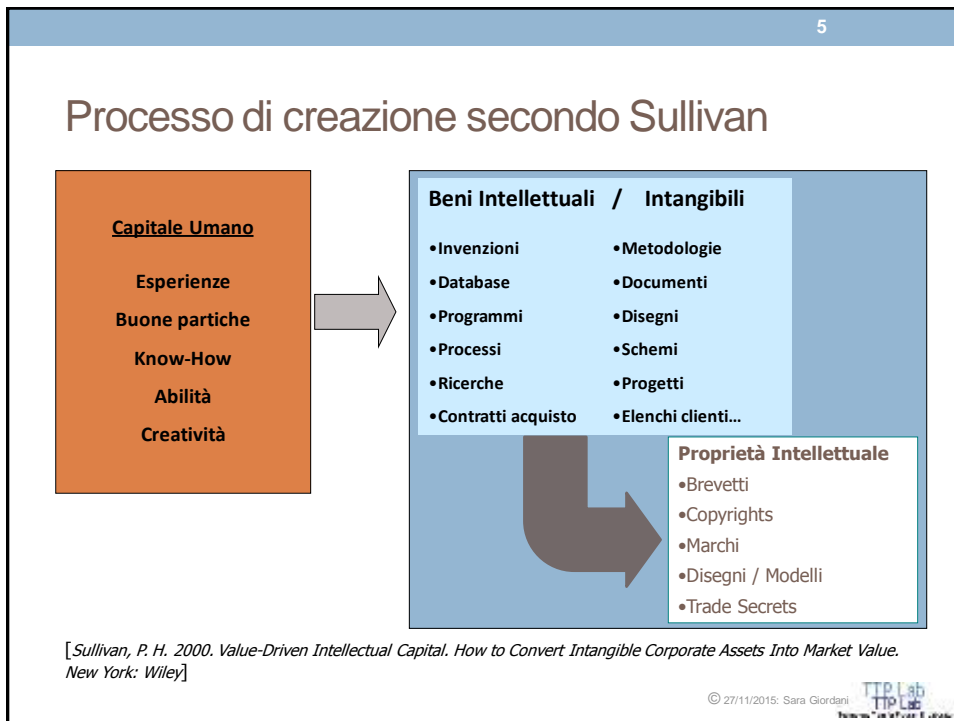 5
Processo di creazione secondo Sullivan
Capitale Umano
Esperienze
Buone partiche
Know-How
Abilità
Creatività
Beni Intellettuali / Intangibili
•Invenzioni
•Database
•Programmi
•Processi
•Ricerche
•Contratti acquisto
•Metodologie
•Documenti
•Disegni
•Schemi
•Progetti
•Elenchi clienti…
Proprietà Intellettuale
•Brevetti
•Copyrights
•Marchi
•Disegni / Modelli
•Trade Secrets
[Sullivan, P. H. 2000. Value-Driven Intellectual Capital. How to Convert Intangible Corporate Assets Into Market Value.
New York: Wiley]
© 27/11/2015: Sara Giordani
TTP Lab
TTP Lab